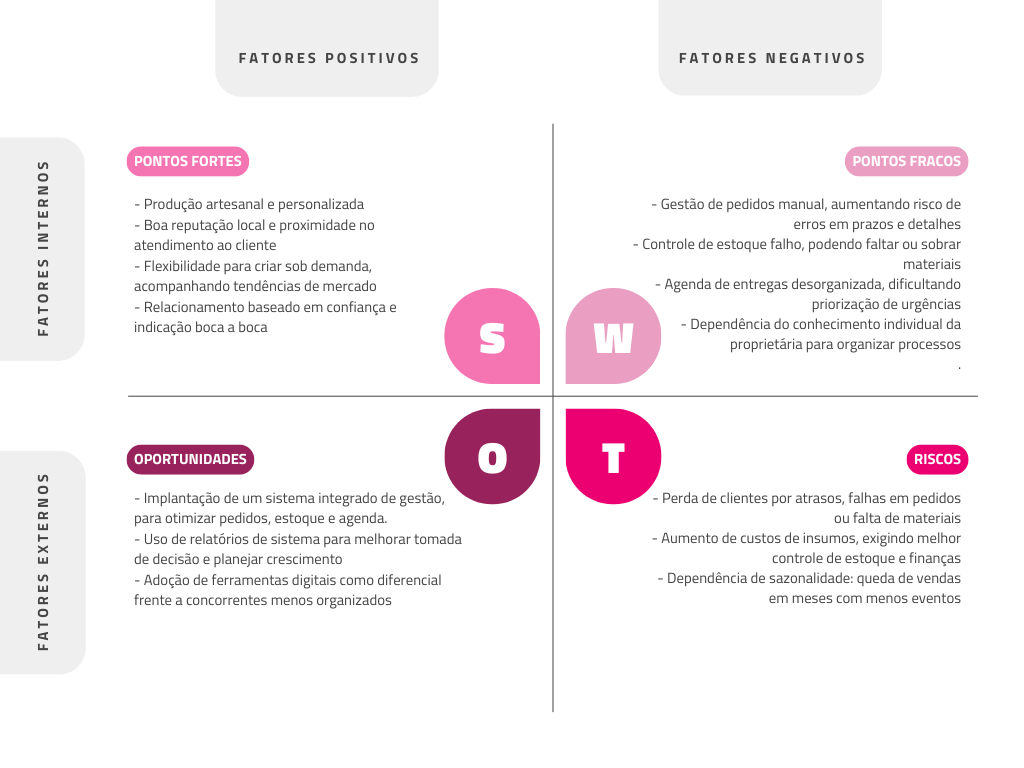 FATORES POSITIVOS
FATORES NEGATIVOS
FATORES INTERNOS
PONTOS FORTES
- Produção artesanal e personalizada
- Boa reputação local e proximidade no
atendimento ao cliente
- Flexibilidade para criar sob demanda,
acompanhando tendências de mercado
- Relacionamento baseado em confiança e
indicação boca a boca
S
PONTOS FRACOS
- Gestão de pedidos manual, aumentando risco de
erros em prazos e detalhes
- Controle de estoque falho, podendo faltar ou sobrar
materiais
- Agenda de entregas desorganizada, dificultando
priorização de urgências
- Dependência do conhecimento individual da
proprietária para organizar processos
.
W
FATORES EXTERNOS
OPORTUNIDADES
- Implantação de um sistema integrado de gestão,
para otimizar pedidos, estoque e agenda.
- Uso de relatórios de sistema para melhorar tomada
de decisão e planejar crescimento
- Adoção de ferramentas digitais como diferencial
frente a concorrentes menos organizados
O
RISCOS
- Perda de clientes por atrasos, falhas em pedidos
ou falta de materiais
- Aumento de custos de insumos, exigindo melhor
controle de estoque e finanças
- Dependência de sazonalidade: queda de vendas
em meses com menos eventos
T